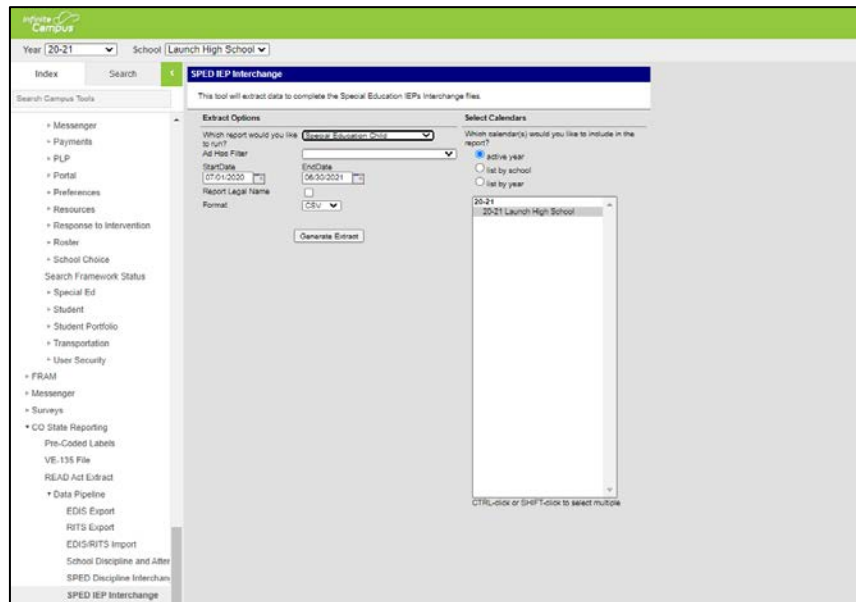 Infinite
Campus
Year 20-21 School Launch High School
Index Search
Search Campus Tools
Messenger
Payments
PLP
Portal
Preferences
Resources
Response to Intervention
Roster
School Choice
Search Framework Status
Special Ed
Student
Student Portfolio
Transportation
User Security
FRAM
Messenger
Surveys
CO State Reporting
Pre-Coded Labels
VE-135 File
READ Act Extract
Data Pipeline
EDIS Export
RITS Export
EDIS/RITS Import
School Discipline and Atten
SPED Discipline Interchan
SPED IEP Interchange
SPED IEP Interchange
This tool will extract data to complete the Special Education IEPs Interchange files.
Extract Options
Which report would you like Special Education Child
to run?
Ad Hoc Filter
StartDate EndDate
07/01/2020 06/30/2021
Report Legal Name
Format CSV
Generate Extract
Select Calendars
Which calendar(s) would you like to include in the
report?
active year
list by school
list by year
20-21
20-21 Launch High School
CTRL-click or SHIFT-click to select multiple